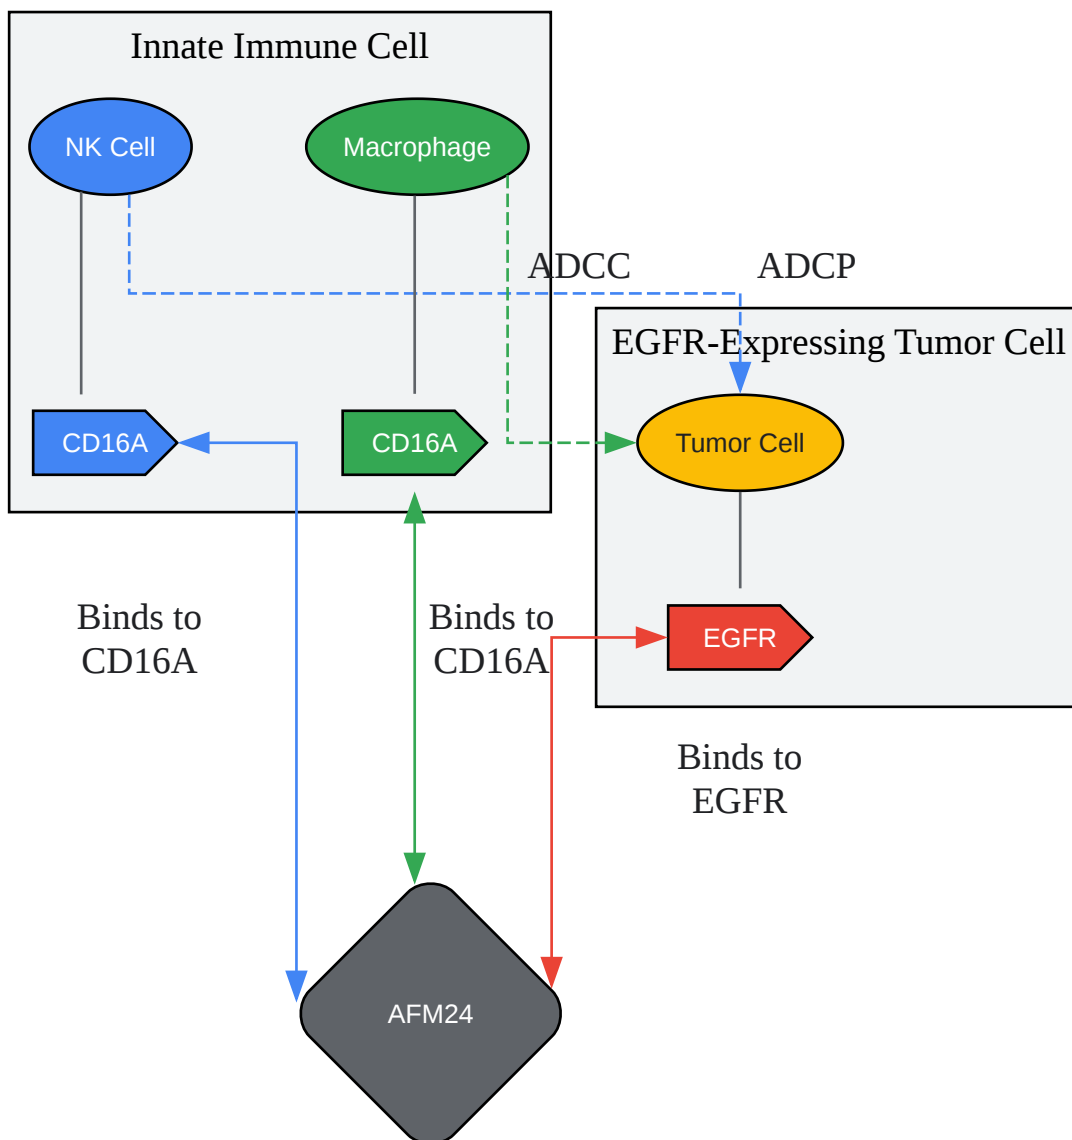 Innate Immune Cell
NK Cell
Macrophage
ADCC
ADCP
EGFR-Expressing Tumor Cell
CD16A
CD16A
Tumor Cell
Binds to
CD16A
Binds to
CD16A
EGFR
Binds to
EGFR
AFM24